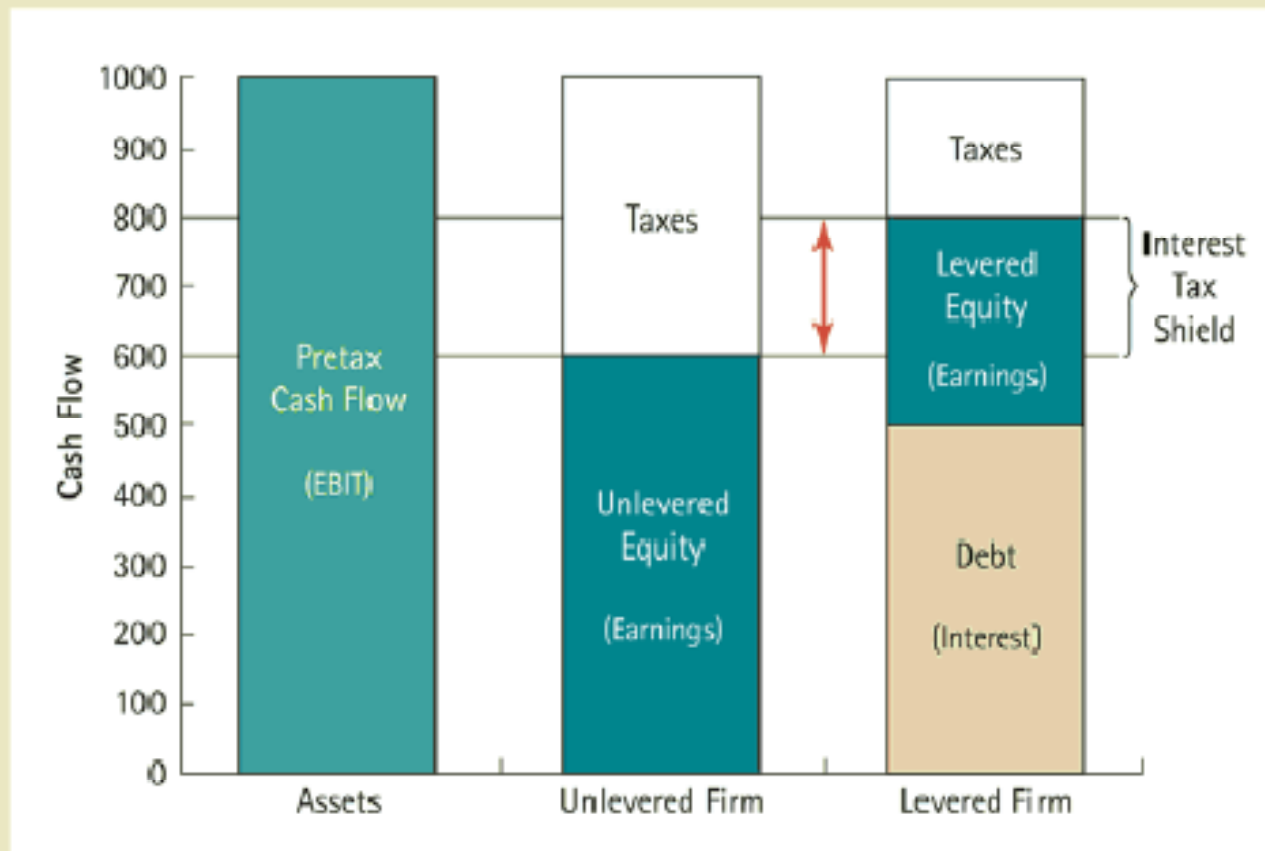 1000
900
800
700
600
500
400
300
200
100
0
Cash Flow
Pretax
Cash Flow
(EBIT)
Taxes
Unlevered
Equity
(Earnings)
Taxes
Levered
Equity
(Earnings)
Debt
(Interest)
Interest
Tax
Shield
Assets
Unlevered Firm
Levered Firm